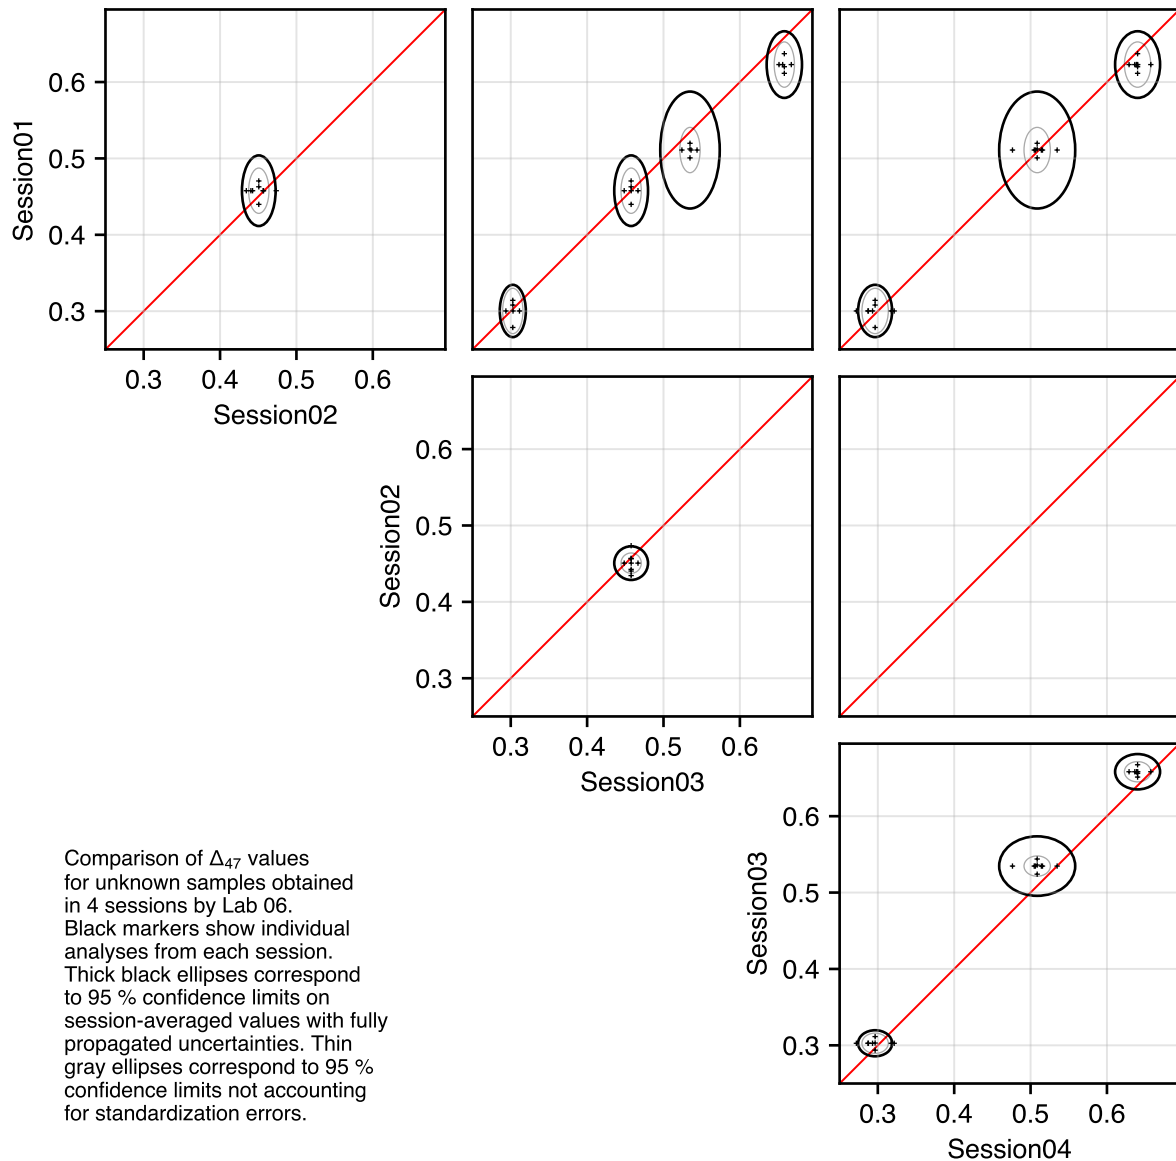 Session01
0.6
0.5
0.4
0.3
0.3 0.4 0.5 0.6
Session02
Session02
0.6
0.5
0.4
0.3
0.3 0.4 0.5 0.6
Session03
Session03
0.6
0.5
0.4
0.3
0.3 0.4 0.5 0.6
Session04
Comparison of Δ₄₇ values
for unknown samples obtained
in 4 sessions by Lab 06.
Black markers show individual
analyses from each session.
Thick black ellipses correspond
to 95 % confidence limits on
session-averaged values with fully
propagated uncertainties. Thin
gray ellipses correspond to 95 %
confidence limits not accounting
for standardization errors.